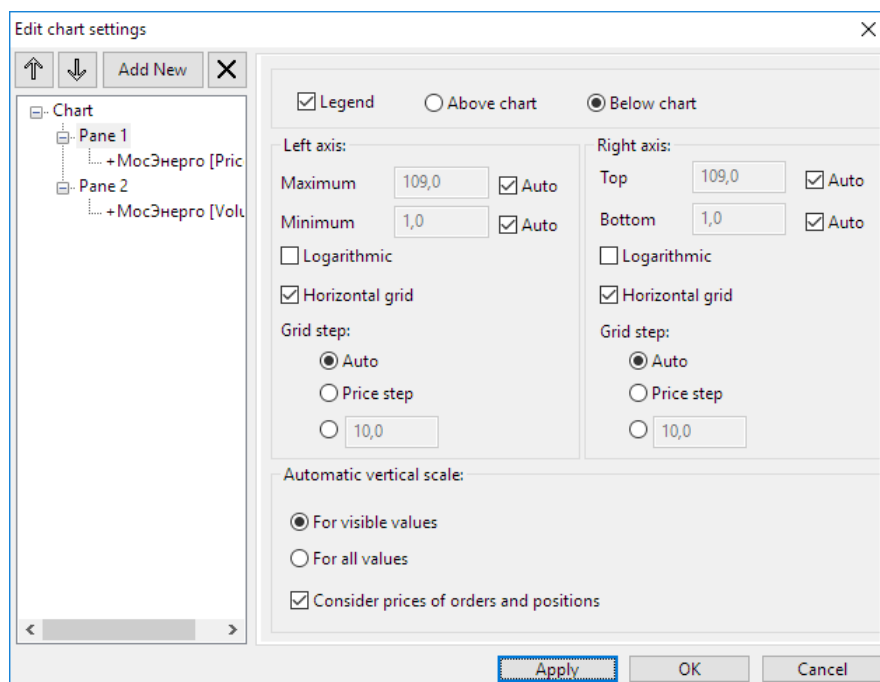 Edit chart settings
Add New
Chart
Pane 1
+МосЭнерго [Pric
Pane 2
+МосЭнерго [Volu
Legend Above chart Below chart
Left axis:
Maximum 109,0 Auto
Minimum 1,0 Auto
Logarithmic
Horizontal grid
Grid step:
Auto
Price step
10,0
Right axis:
Top 109,0 Auto
Bottom 1,0 Auto
Logarithmic
Horizontal grid
Grid step:
Auto
Price step
10,0
Automatic vertical scale:
For visible values
For all values
Consider prices of orders and positions
Apply OK Cancel